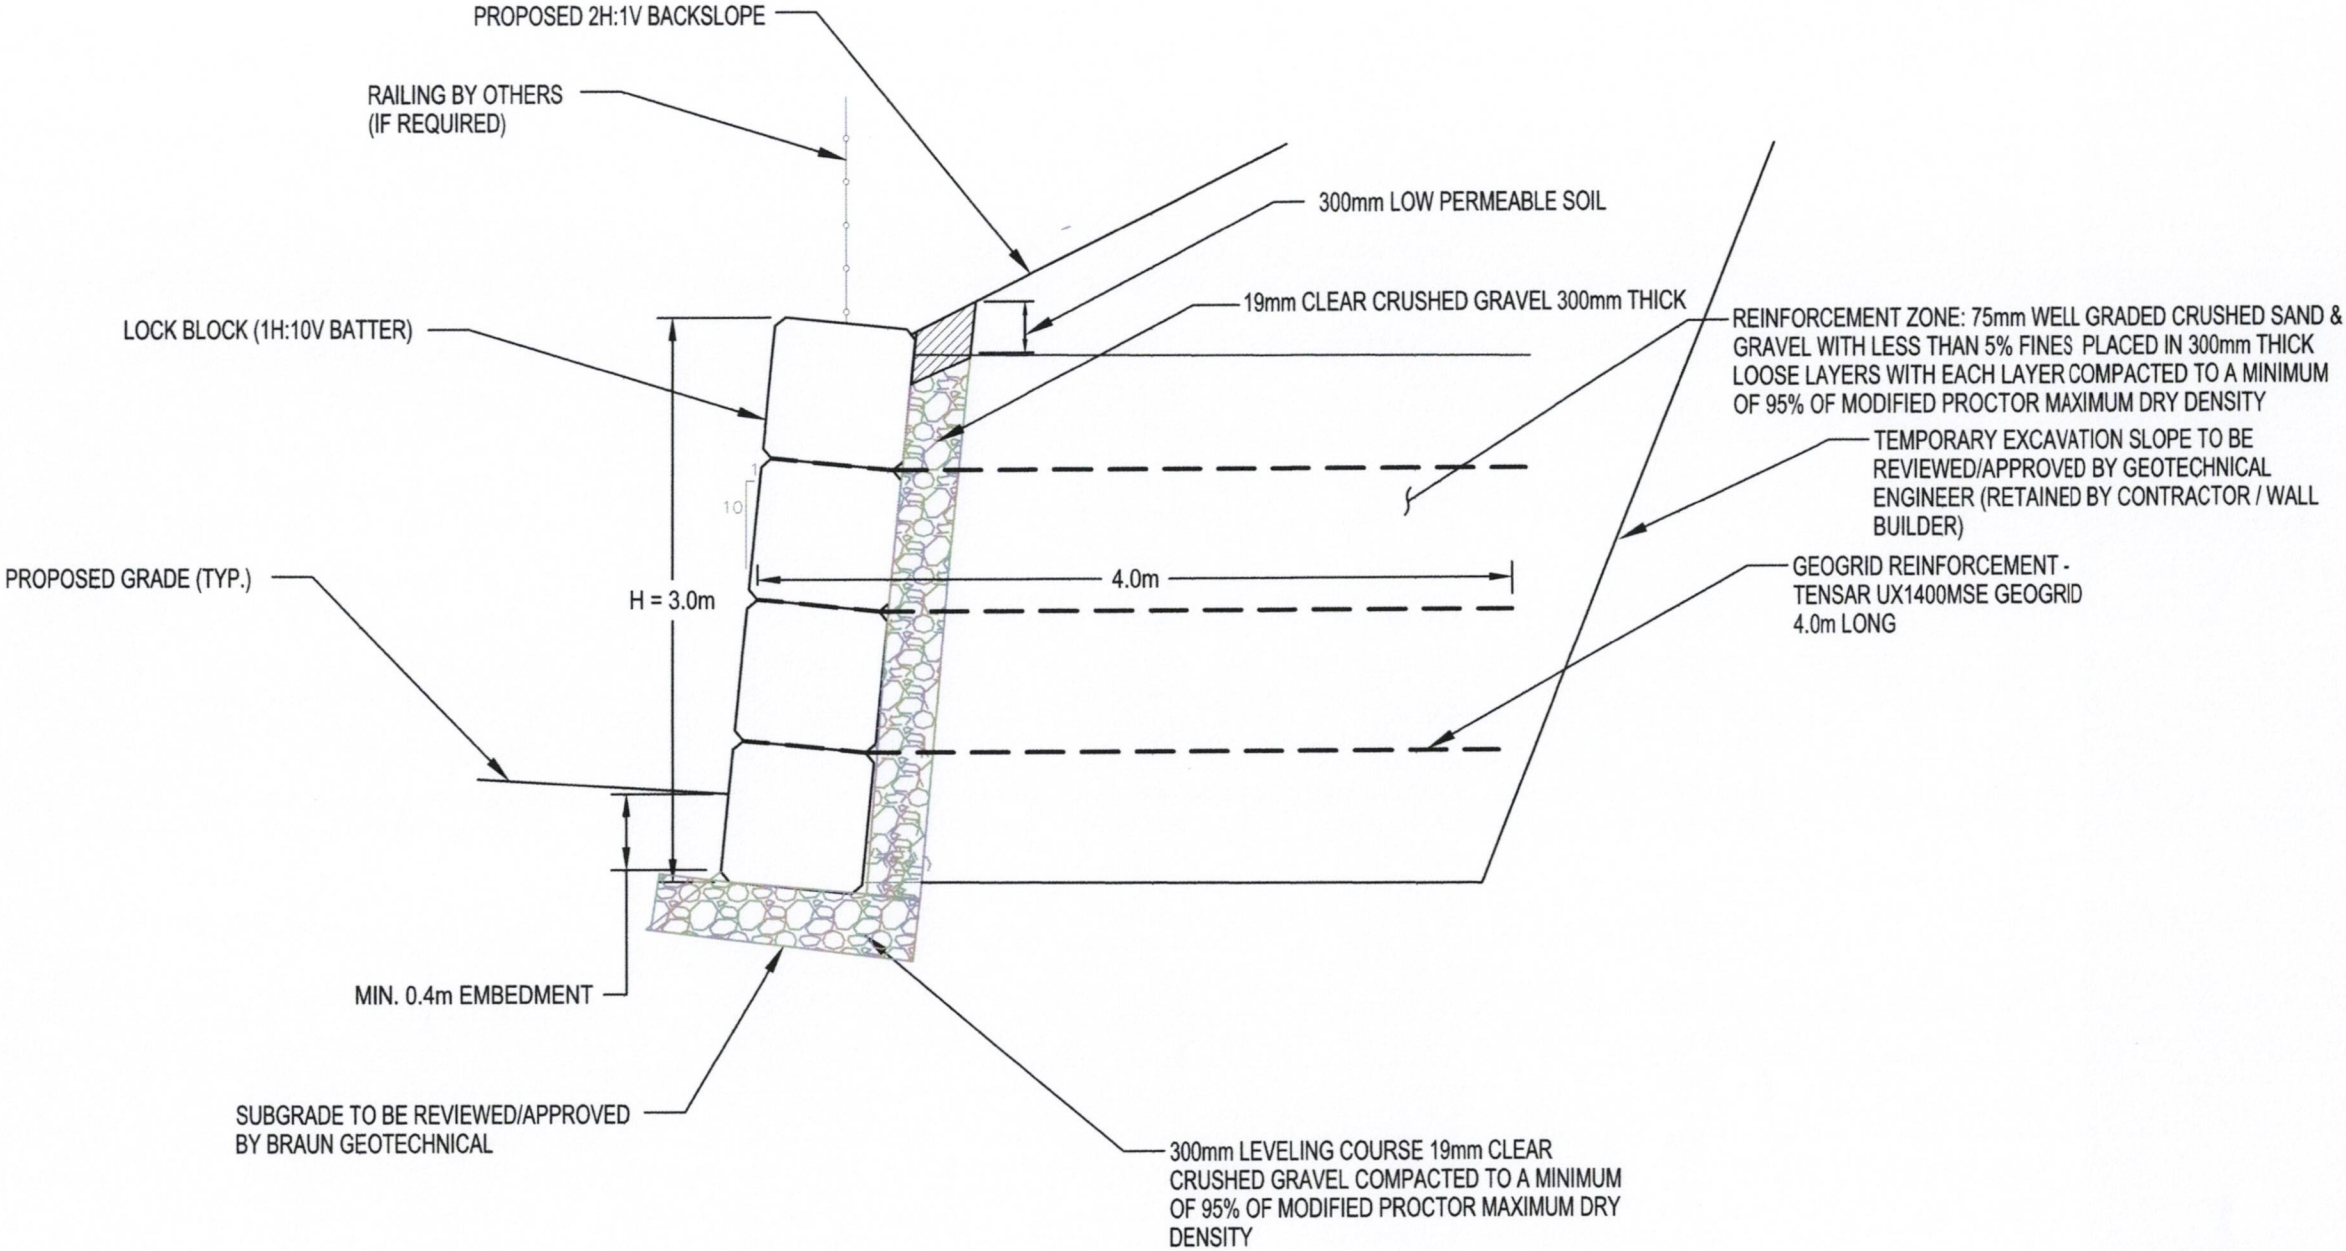 PROPOSED 2H:1V BACKSLOPE
RAILING BY OTHERS
(IF REQUIRED)
300mm LOW PERMEABLE SOIL
19mm CLEAR CRUSHED GRAVEL 300mm THICK
LOCK BLOCK (1H:10V BATTER)
REINFORCEMENT ZONE: 75mm WELL GRADED CRUSHED SAND &
GRAVEL WITH LESS THAN 5% FINES PLACED IN 300mm THICK
LOOSE LAYERS WITH EACH LAYER COMPACTED TO A MINIMUM
OF 95% OF MODIFIED PROCTOR MAXIMUM DRY DENSITY
TEMPORARY EXCAVATION SLOPE TO BE
REVIEWED/APPROVED BY GEOTECHNICAL
ENGINEER (RETAINED BY CONTRACTOR / WALL
BUILDER)
1
10
PROPOSED GRADE (TYP.)
H = 3.0m
4.0m
GEOGRID REINFORCEMENT -
TENSAR UX1400MSE GEOGRID
4.0m LONG
MIN. 0.4m EMBEDMENT
SUBGRADE TO BE REVIEWED/APPROVED
BY BRAUN GEOTECHNICAL
300mm LEVELING COURSE 19mm CLEAR
CRUSHED GRAVEL COMPACTED TO A MINIMUM
OF 95% OF MODIFIED PROCTOR MAXIMUM DRY
DENSITY